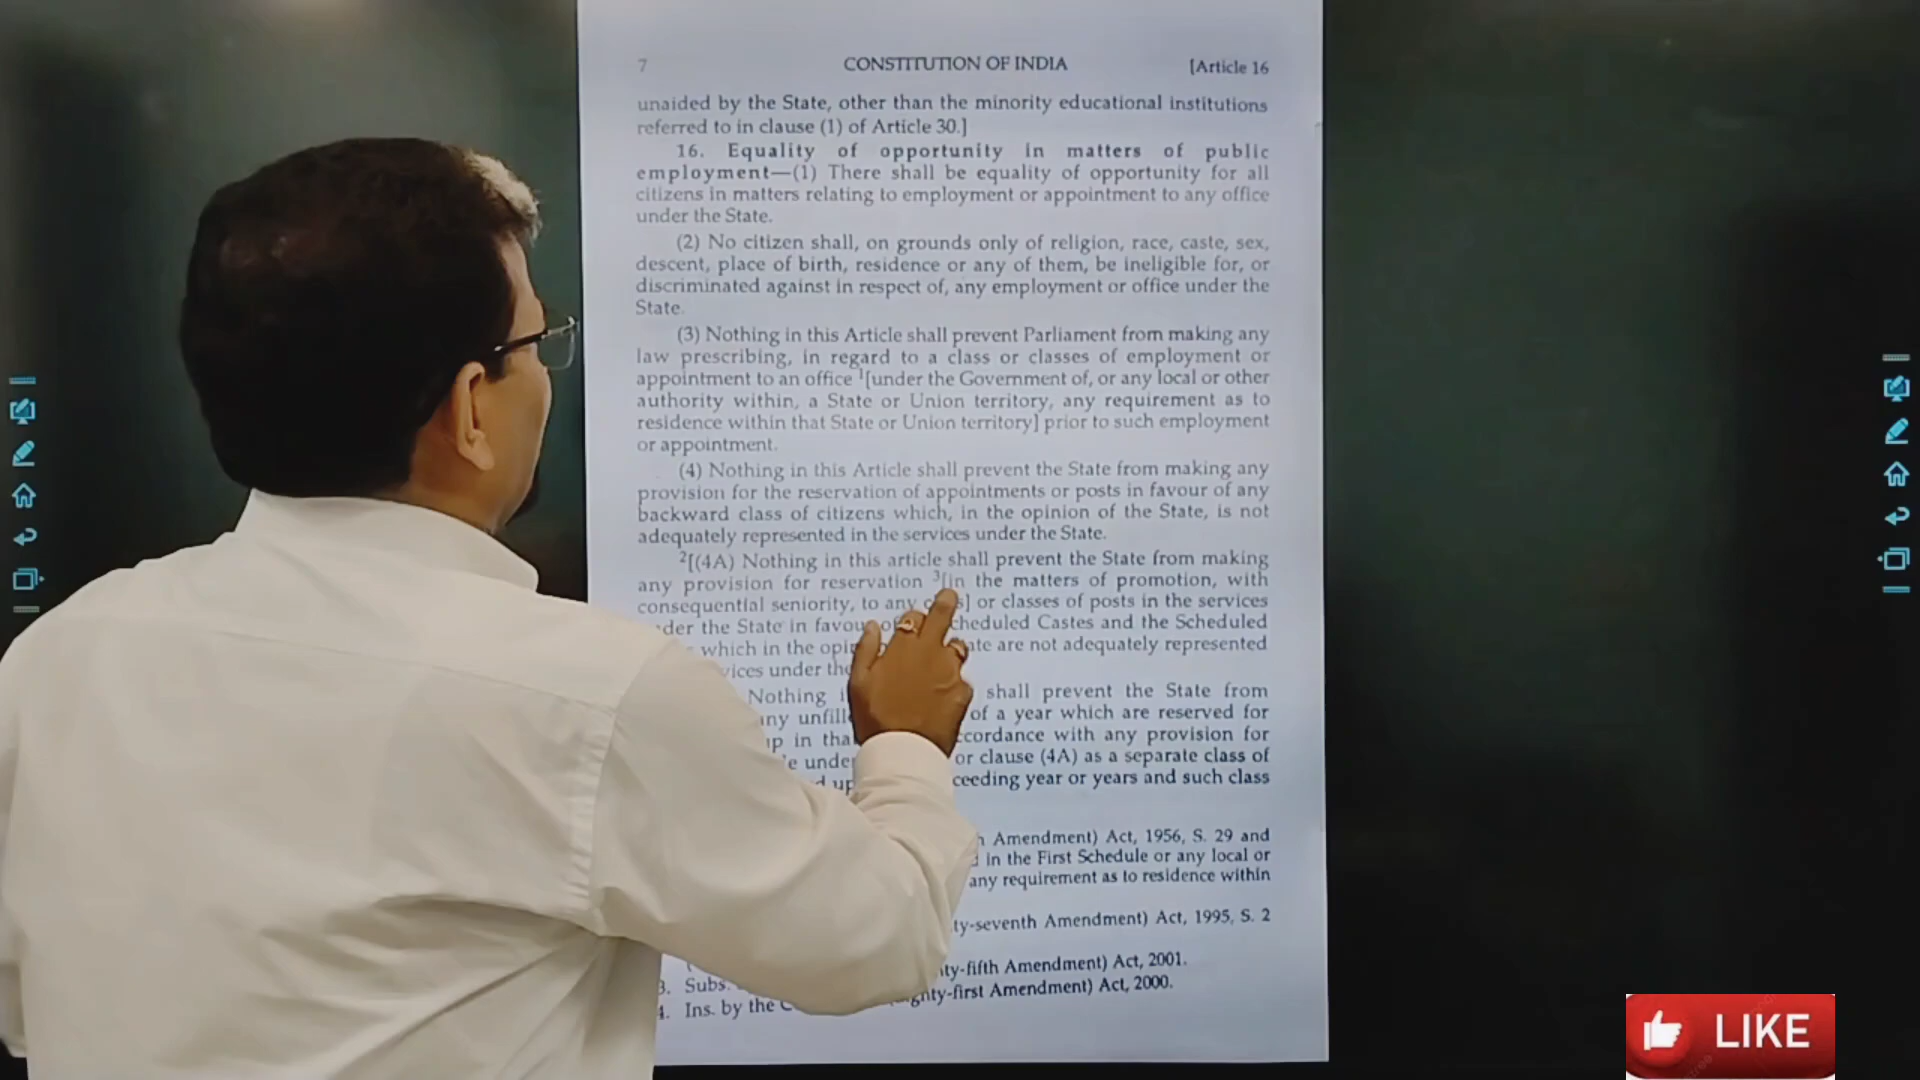 7 CONSTITUTION OF INDIA [Article 16
unaided by the State, other than the minority educational institutions
referred to in clause (1) of Article 30.]
16. Equality of opportunity in matters of public
employment—(1) There shall be equality of opportunity for all
citizens in matters relating to employment or appointment to any office
under the State.
(2) No citizen shall, on grounds only of religion, race, caste, sex,
descent, place of birth, residence or any of them, be ineligible for, or
discriminated against in respect of, any employment or office under the
State.
(3) Nothing in this Article shall prevent Parliament from making any
law prescribing, in regard to a class or classes of employment or
appointment to an office ¹[under the Government of, or any local or other
authority within, a State or Union territory, any requirement as to
residence within that State or Union territory] prior to such employment
or appointment.
(4) Nothing in this Article shall prevent the State from making any
provision for the reservation of appointments or posts in favour of any
backward class of citizens which, in the opinion of the State, is not
adequately represented in the services under the State.
²[(4A) Nothing in this article shall prevent the State from making
any provision for reservation ³[in the matters of promotion, with
consequential seniority, to any or classes of posts in the services
the State in favour Castes and the Scheduled
which in the are not adequately represented
under
Nothing shall prevent the State from
of a year which are reserved for
in with any provision for
or clause (4A) as a separate class of
year or years and such class
Amendment) Act, 1956, S. 29 and
in the First Schedule or any local or
any requirement as to residence within
Amendment) Act, 1995, S. 2
Amendment) Act, 2001.
3. Subs.
4. Ins. by the Amendment) Act, 2000.
LIKE